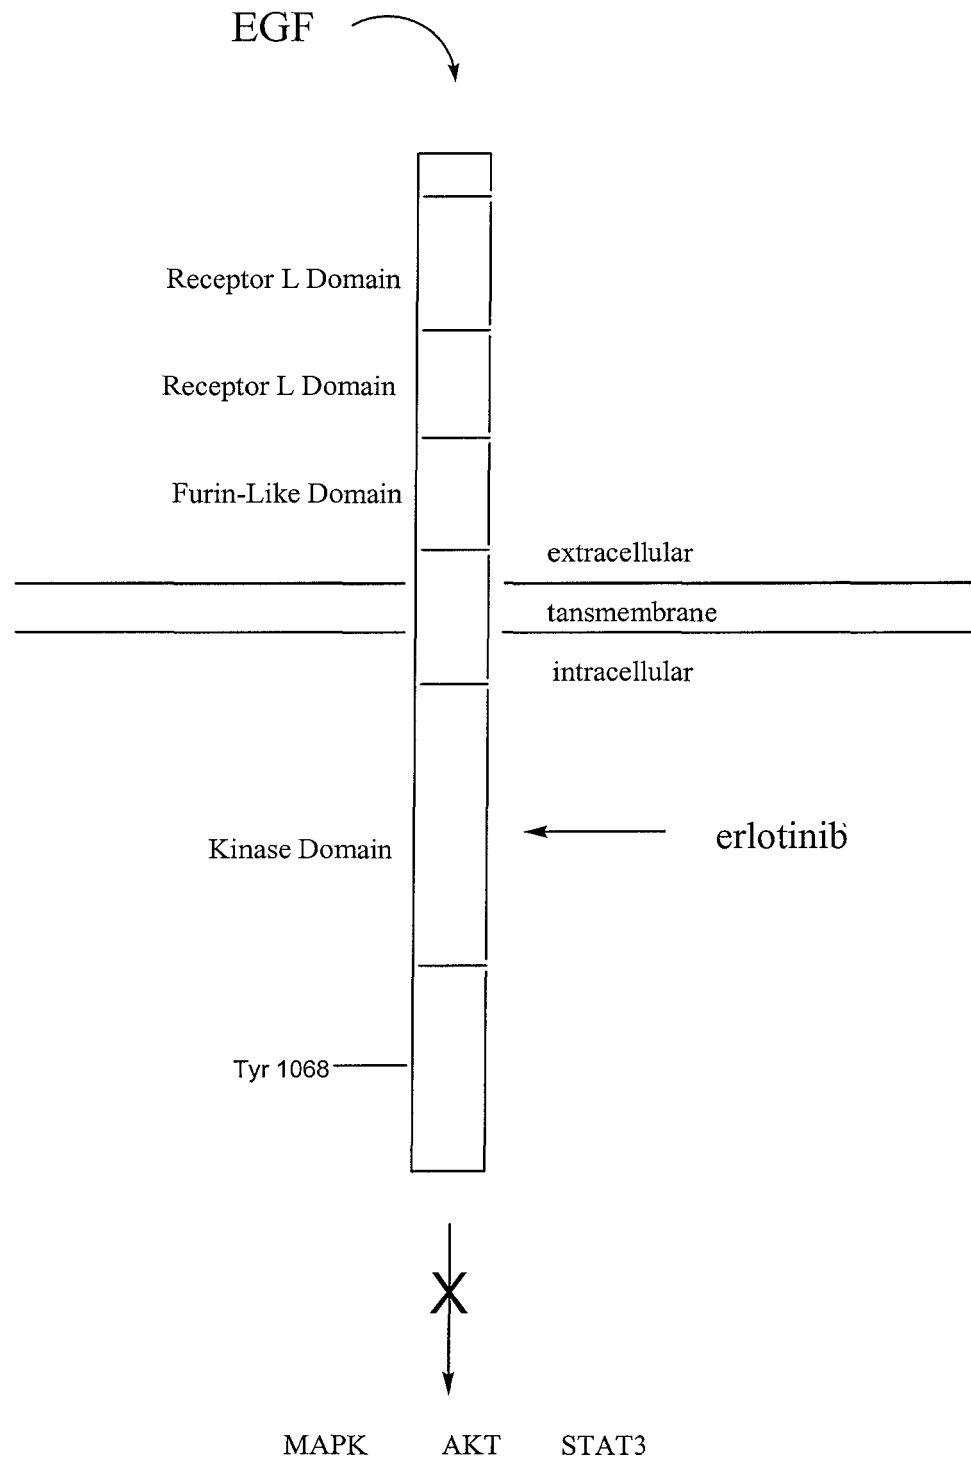 EGF
Receptor L Domain
Receptor L Domain
Furin-Like Domain
extracellular
tansmembrane
intracellular
Kinase Domain
erlotinib
Tyr 1068
X
MAPK AKT STAT3